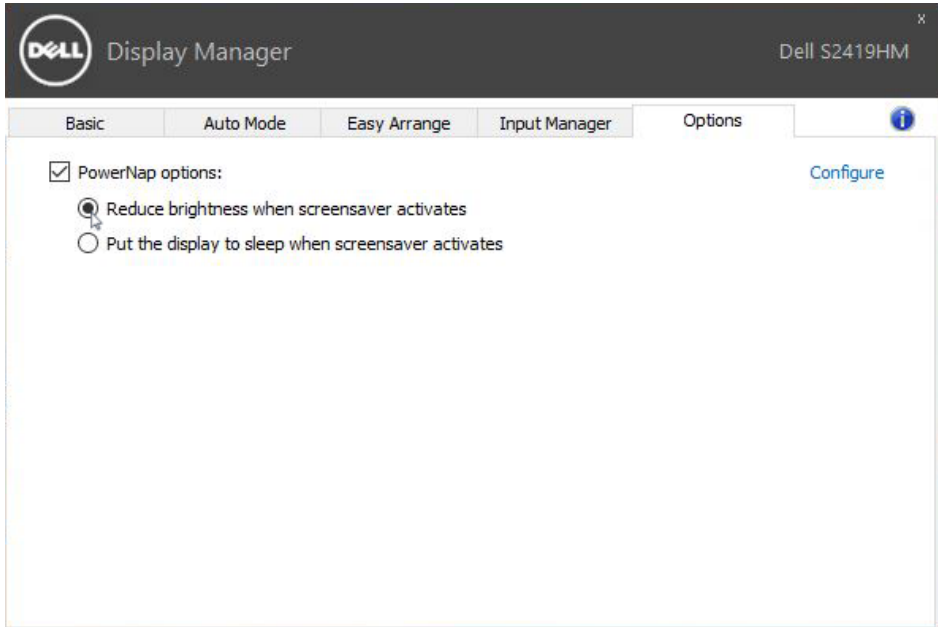 x
DELL Display Manager Dell S2419HM
Basic Auto Mode Easy Arrange Input Manager Options i
PowerNap options: Configure
Reduce brightness when screensaver activates
Put the display to sleep when screensaver activates